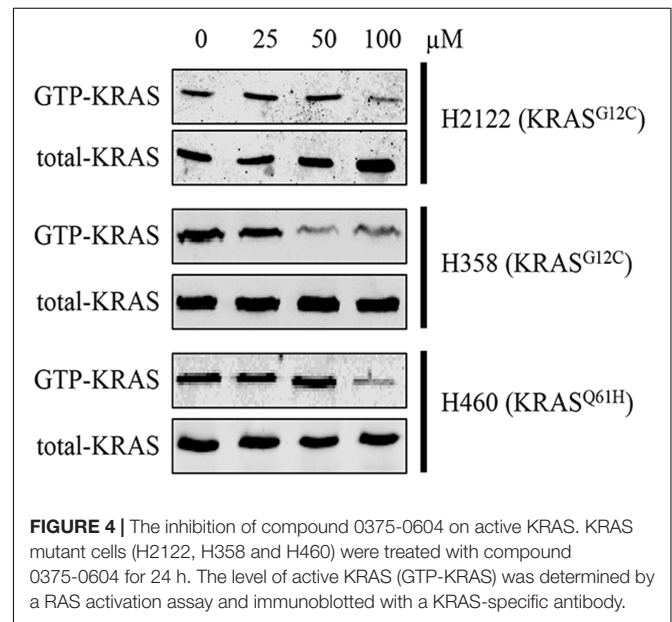 0 25 50 100 µM
GTP-KRAS
total-KRAS
H2122 (KRASG12C)
GTP-KRAS
total-KRAS
H358 (KRASG12C)
GTP-KRAS
total-KRAS
H460 (KRASQ61H)
FIGURE 4 | The inhibition of compound 0375-0604 on active KRAS. KRAS
mutant cells (H2122, H358 and H460) were treated with compound
0375-0604 for 24 h. The level of active KRAS (GTP-KRAS) was determined by
a RAS activation assay and immunoblotted with a KRAS-specific antibody.